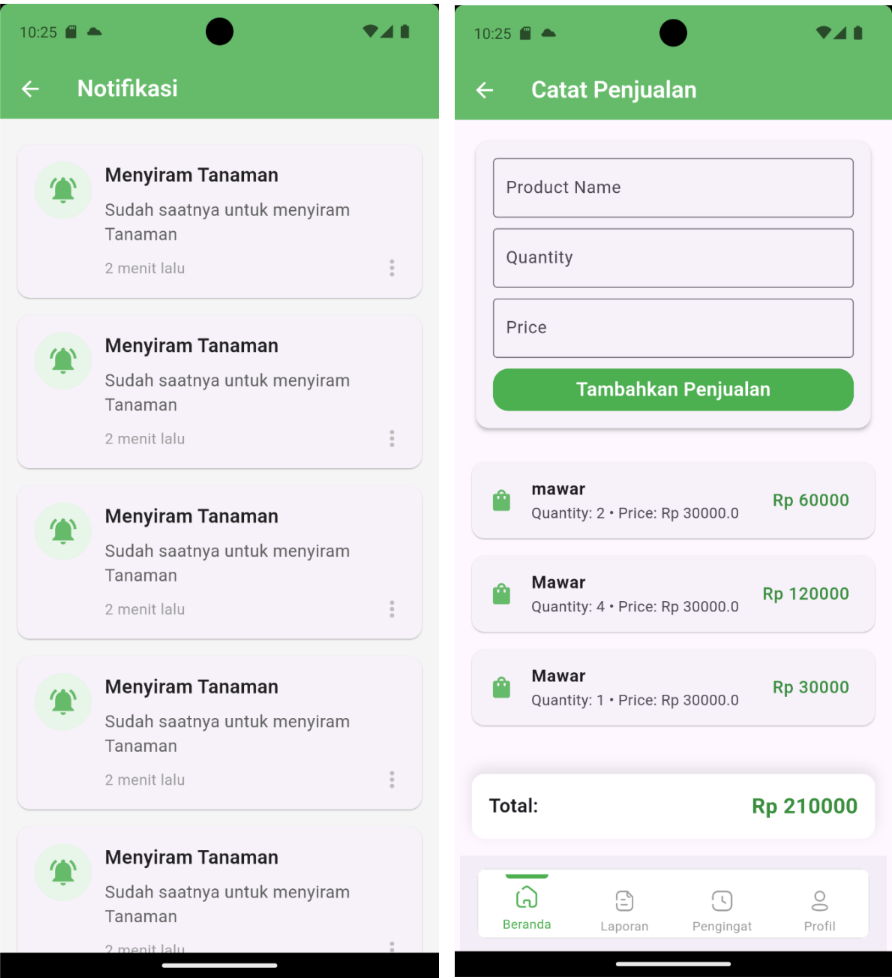 10:25
Notifikasi
Menyiram Tanaman
Sudah saatnya untuk menyiram
Tanaman
2 menit lalu
Menyiram Tanaman
Sudah saatnya untuk menyiram
Tanaman
2 menit lalu
Menyiram Tanaman
Sudah saatnya untuk menyiram
Tanaman
2 menit lalu
Menyiram Tanaman
Sudah saatnya untuk menyiram
Tanaman
2 menit lalu
Menyiram Tanaman
Sudah saatnya untuk menyiram
Tanaman
2 menit lalu
10:25
Catat Penjualan
Product Name
Quantity
Price
Tambahkan Penjualan
mawar
Quantity: 2 • Price: Rp 30000.0
Rp 60000
Mawar
Quantity: 4 • Price: Rp 30000.0
Rp 120000
Mawar
Quantity: 1 • Price: Rp 30000.0
Rp 30000
Total: Rp 210000
Beranda Laporan Pengingat Profil